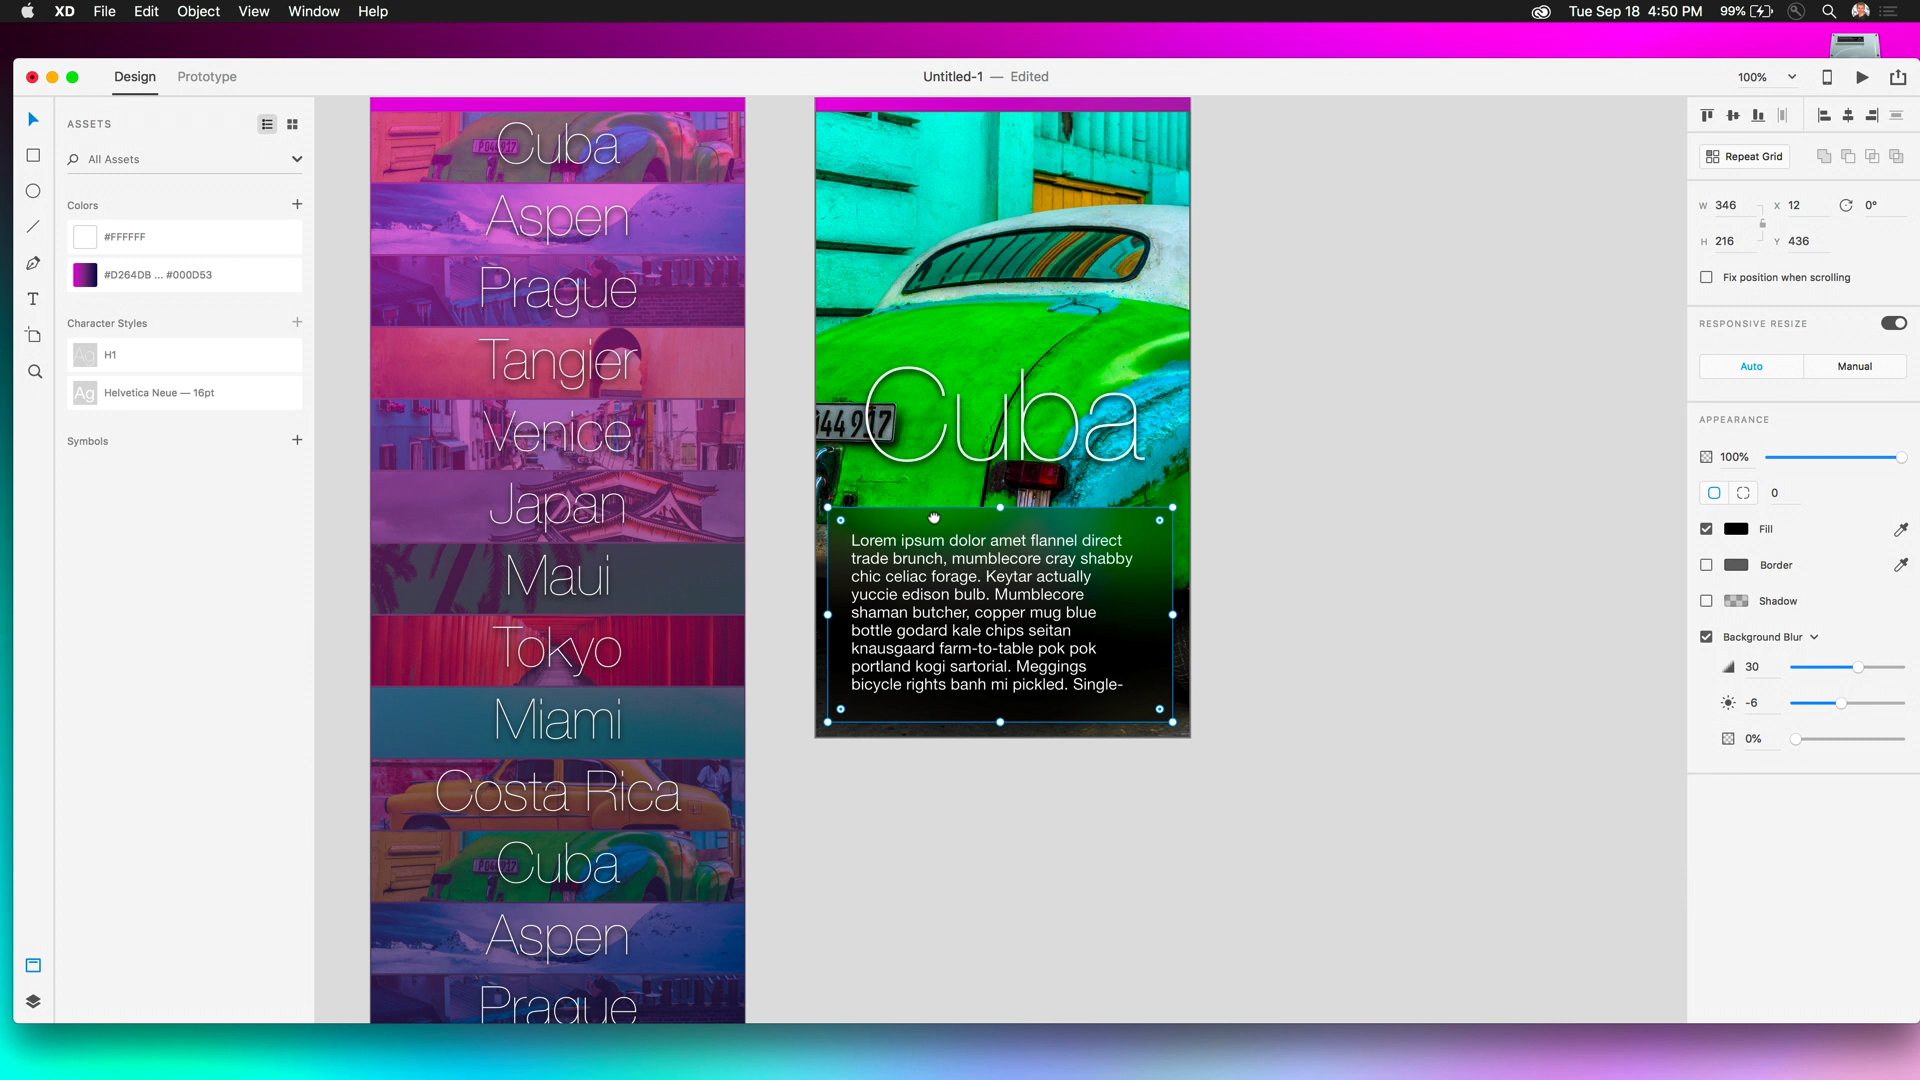 XD File Edit Object View Window Help
Tue Sep 18 4:50 PM 99%
Design Prototype
Untitled-1 — Edited
100%
ASSETS
All Assets
Colors
#FFFFFF
#D264DB ... #000D53
Character Styles
Ag H1
Ag Helvetica Neue — 16pt
Symbols
Cuba
Aspen
Prague
Tangier
Venice
Japan
Maui
Tokyo
Miami
Costa Rica
Cuba
Aspen
Prague
Cuba
Lorem ipsum dolor amet flannel direct
trade brunch, mumblecore cray shabby
chic celiac forage. Keytar actually
yuccie edison bulb. Mumblecore
shaman butcher, copper mug blue
bottle godard kale chips seitan
knausgaard farm-to-table pok pok
portland kogi sartorial. Meggings
bicycle rights banh mi pickled. Single-
Repeat Grid
W 346 X 12 0°
H 216 Y 436
Fix position when scrolling
RESPONSIVE RESIZE
Auto Manual
APPEARANCE
100%
0
Fill
Border
Shadow
Background Blur
30
-6
0%